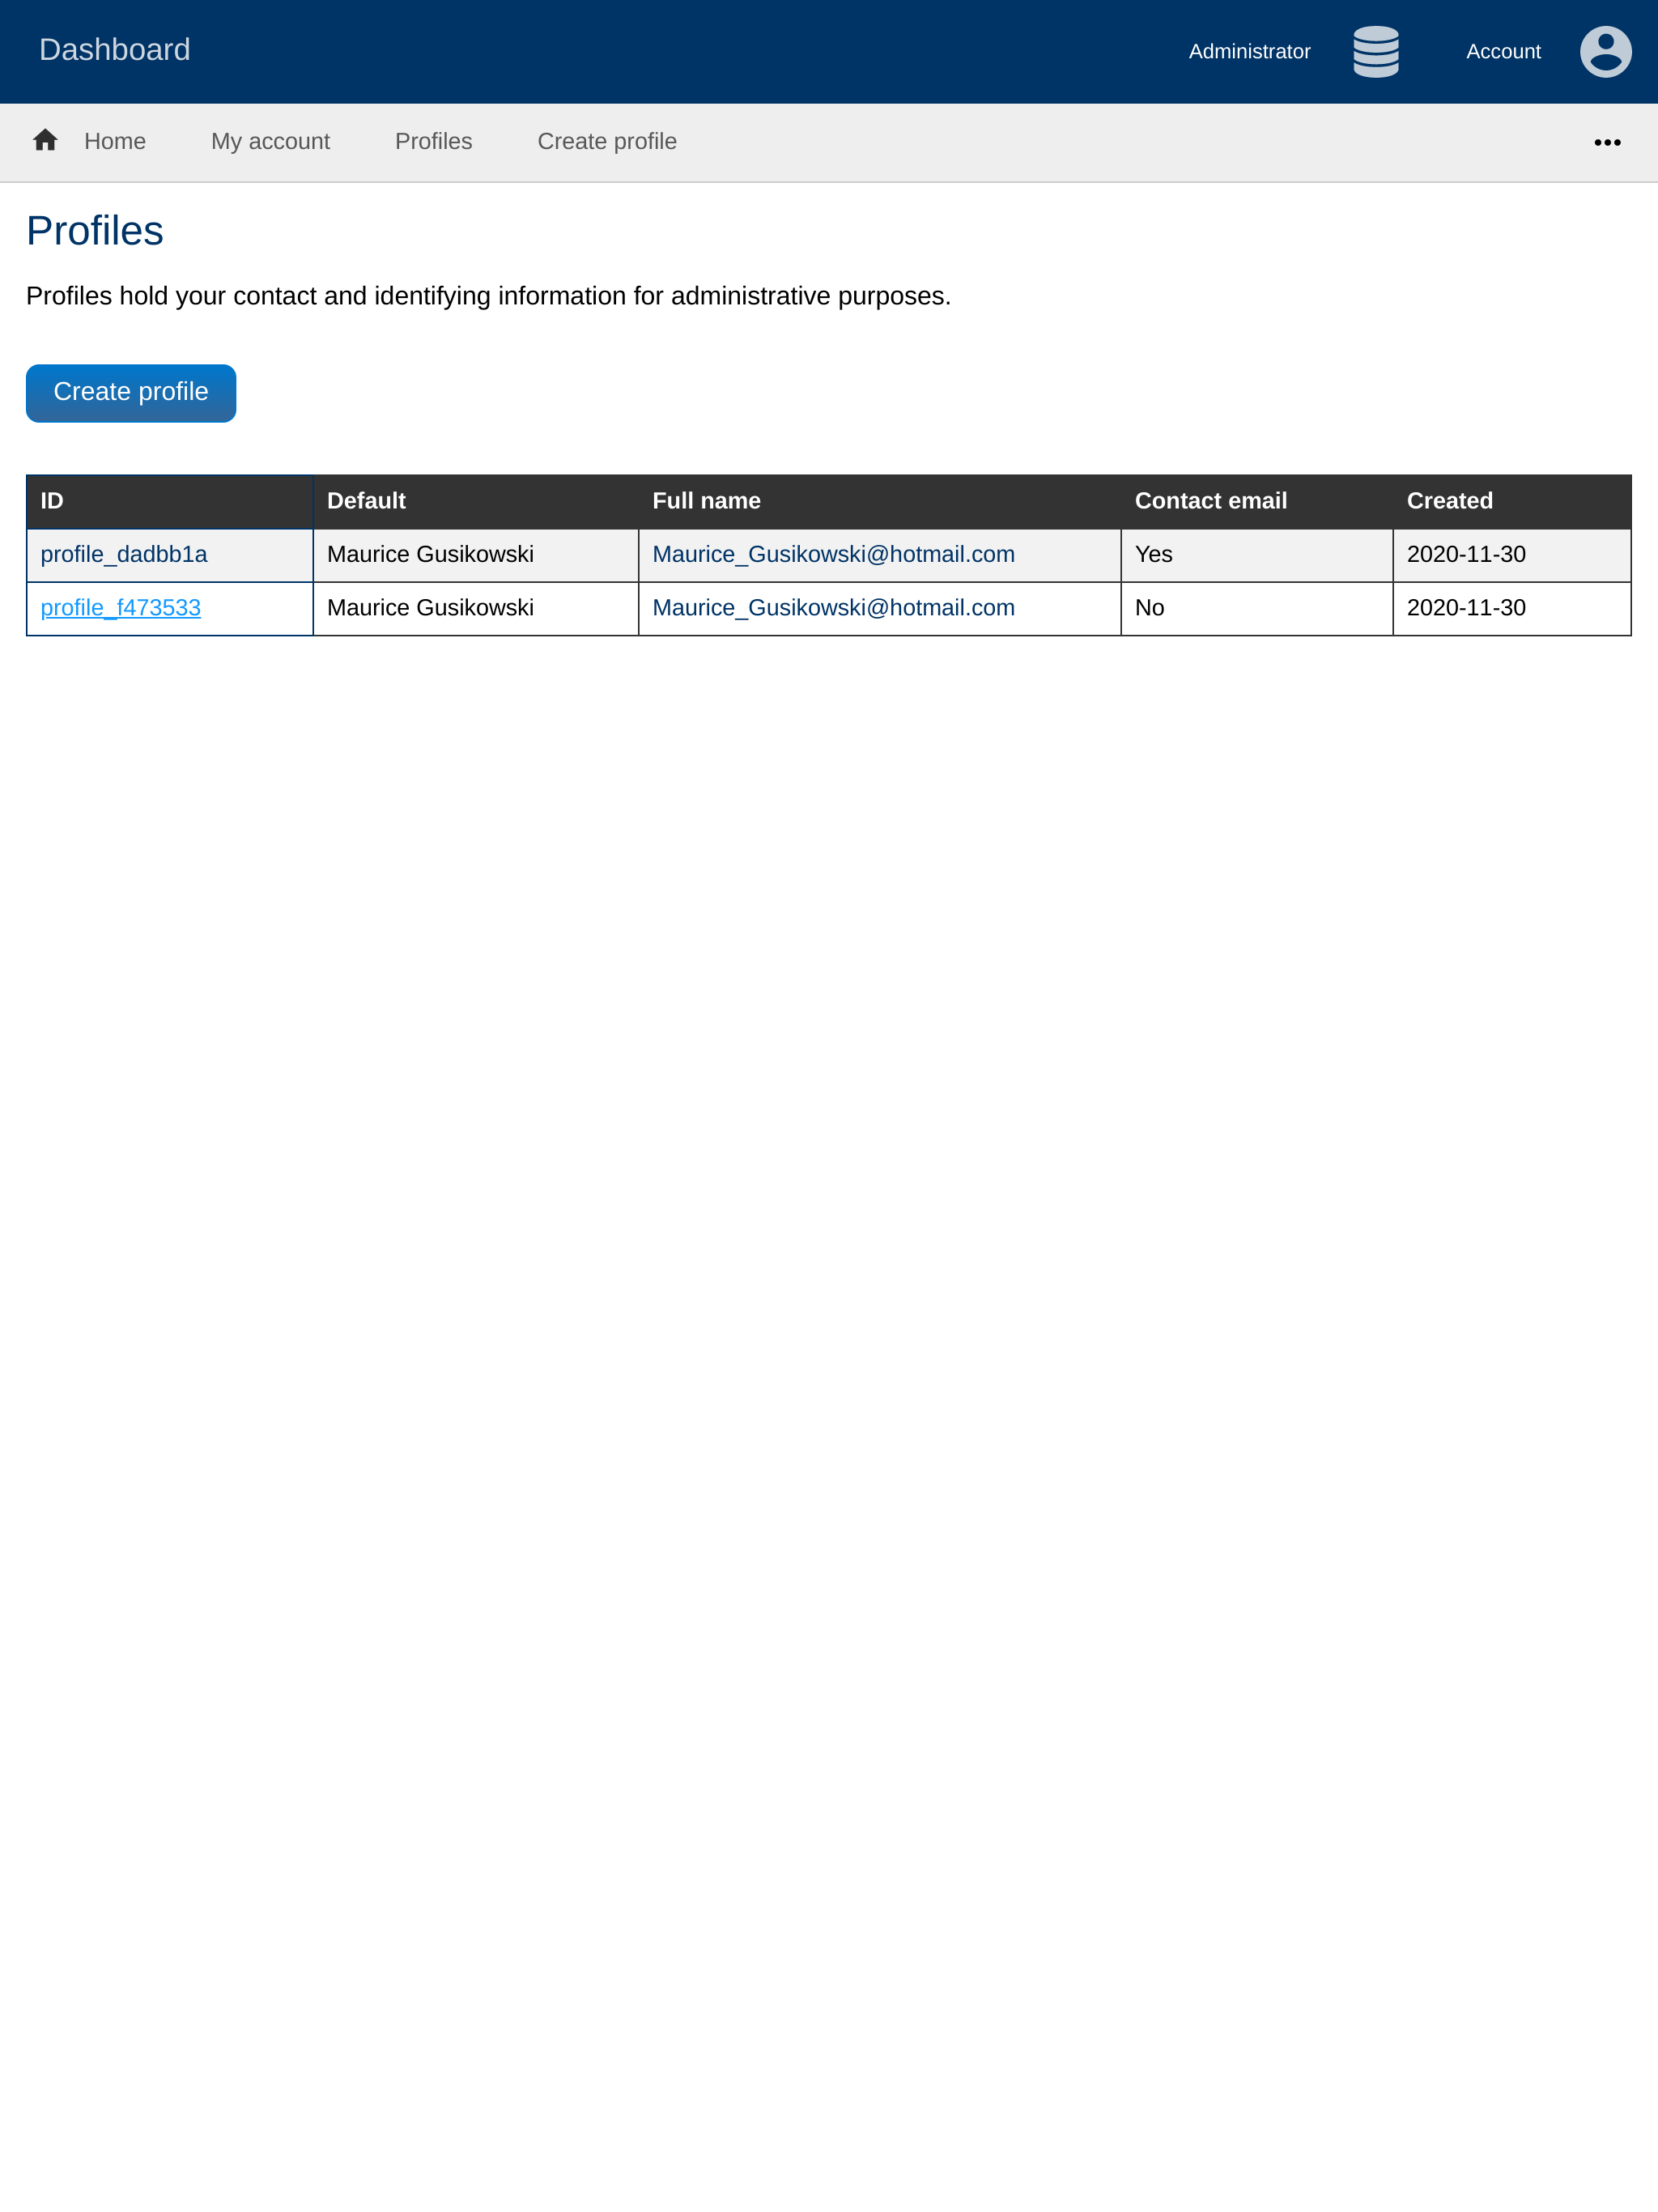 Dashboard Administrator Account
Home My account Profiles Create profile
Profiles
Profiles hold your contact and identifying information for administrative purposes.
Create profile
ID Default Full name Contact email Created
profile_dadbb1a Maurice Gusikowski Maurice_Gusikowski@hotmail.com Yes 2020-11-30
profile_f473533 Maurice Gusikowski Maurice_Gusikowski@hotmail.com No 2020-11-30